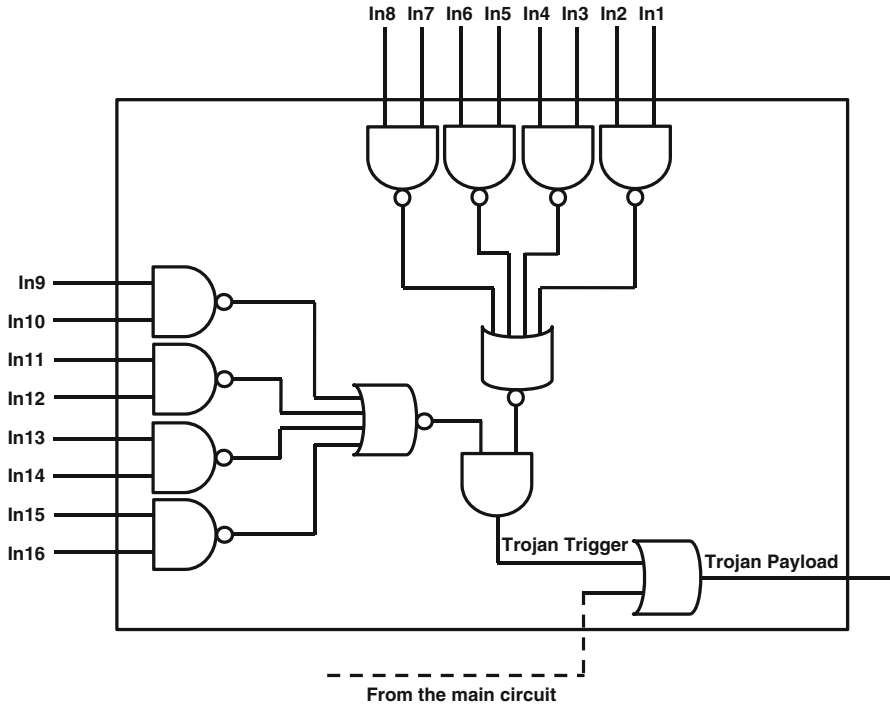 In8 In7 In6 In5 In4 In3 In2 In1
In9
In10
In11
In12
In13
In14
In15
In16
Trojan Trigger
Trojan Payload
From the main circuit